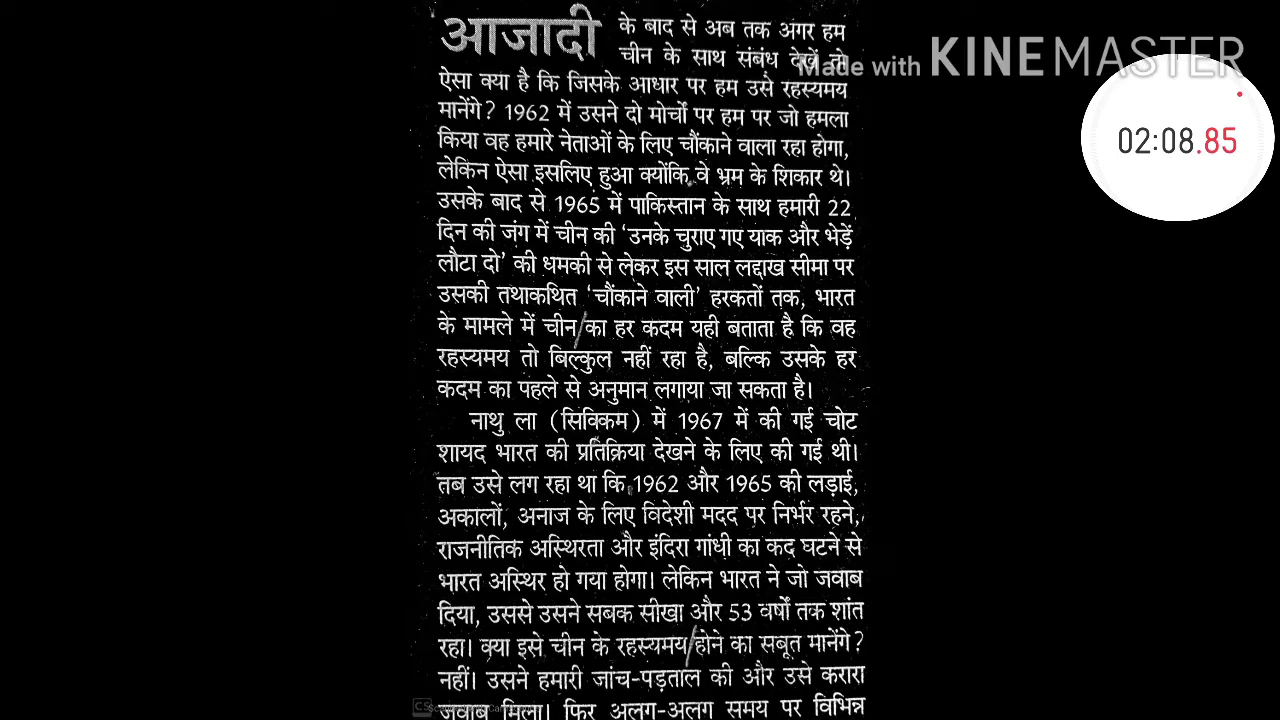 आजादी के बाद से अब तक अगर हम
चीन के साथ संबंध देखें तो
ऐसा क्या है कि जिसके आधार पर हम उसे रहस्यमय
मानेंगे? 1962 में उसने दो मोर्चों पर हम पर जो हमला
किया वह हमारे नेताओं के लिए चौंकाने वाला रहा होगा,
लेकिन ऐसा इसलिए हुआ क्योंकि वे भ्रम के शिकार थे।
उसके बाद से 1965 में पाकिस्तान के साथ हमारी 22
दिन की जंग में चीन की ‘उनके चुराए गए याक और भेड़ें
लौटा दो’ की धमकी से लेकर इस साल लद्दाख सीमा पर
उसकी तथाकथित ‘चौंकाने वाली’ हरकतों तक, भारत
के मामले में चीन का हर कदम यही बताता है कि वह
रहस्यमय तो बिल्कुल नहीं रहा है, बल्कि उसके हर
कदम का पहले से अनुमान लगाया जा सकता है।
नाथु ला (सिक्किम) में 1967 में की गई चोट
शायद भारत की प्रतिक्रिया देखने के लिए की गई थी।
तब उसे लग रहा था कि 1962 और 1965 की लड़ाई,
अकालों, अनाज के लिए विदेशी मदद पर निर्भर रहने,
राजनीतिक अस्थिरता और इंदिरा गांधी का कद घटने से
भारत अस्थिर हो गया होगा। लेकिन भारत ने जो जवाब
दिया, उससे उसने सबक सीखा और 53 वर्षों तक शांत
रहा। क्या इसे चीन के रहस्यमय होने का सबूत मानेंगे?
नहीं। उसने हमारी जांच-पड़ताल की और उसे करारा
जवाब मिला। फिर अलग-अलग समय पर विभिन्न
Made with KINEMASTER
02:08.85
CS